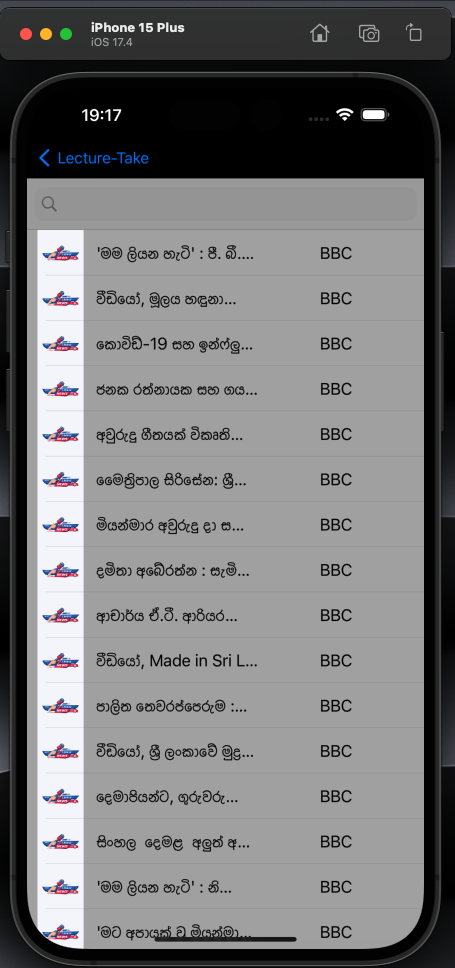 iPhone 15 Plus
iOS 17.4
19:17
Lecture-Take
'මම ලියන හැටි' : පී. බී.... BBC
වීඩියෝ, මූලය හඳුනා... BBC
කොවිඩ්-19 සහ ඉන්ෆ්ලු... BBC
ජනක රත්නායක සහ ගය... BBC
අවුරුදු ගීතයක් විකෘති... BBC
මෛත්‍රිපාල සිරිසේන: ශ්‍රී... BBC
මියන්මාර අවුරුදු දා ස... BBC
දමිතා අබේරත්න : සැමි... BBC
ආචාර්ය ඒ.ටී. ආරියර... BBC
වීඩියෝ, Made in Sri L... BBC
පාලිත තෙවරප්පෙරුම :... BBC
වීඩියෝ, ශ්‍රී ලංකාවේ මුද්‍ර... BBC
දෙමාපියන්ට, ගුරුවරු... BBC
සිංහල දෙමළ අලුත් අ... BBC
'මම ලියන හැටි' : නි... BBC
'මට අපායක් වූ මියන්මා... BBC